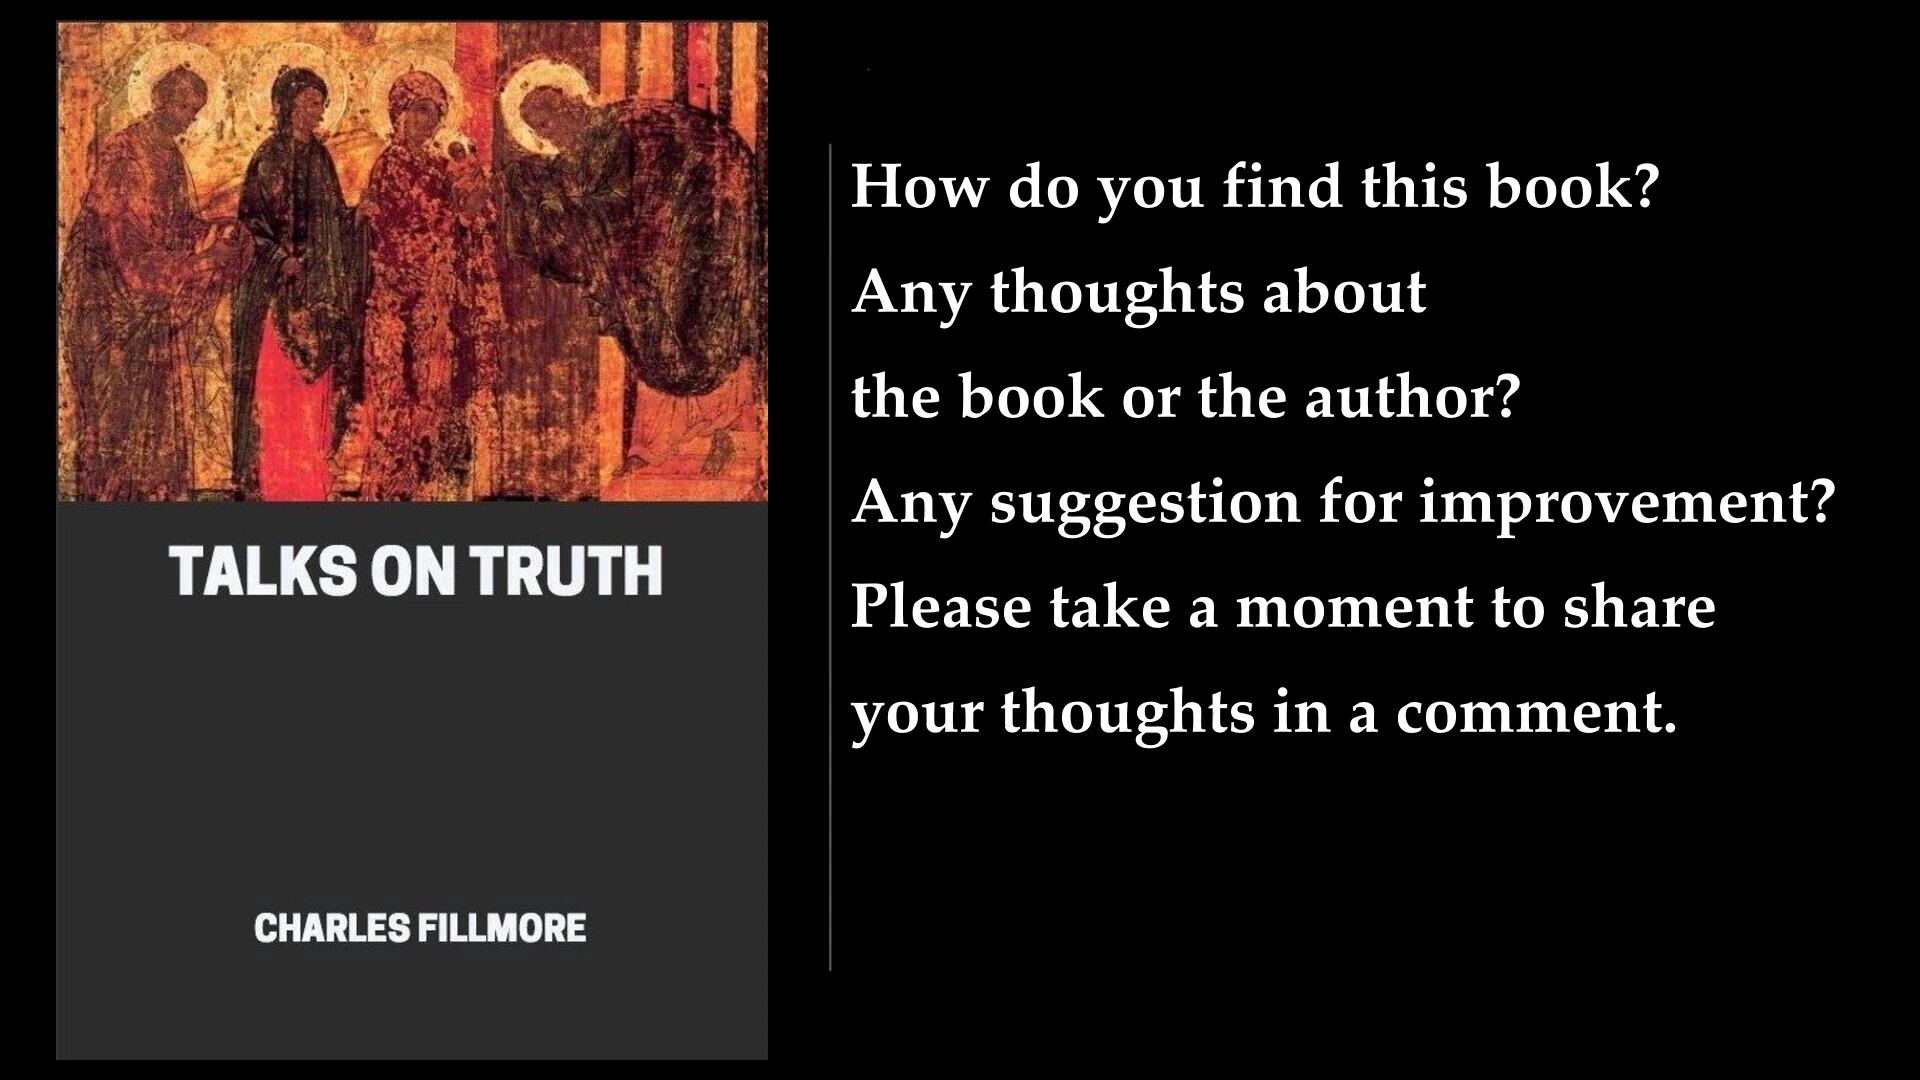 TALKS ON TRUTH
CHARLES FILLMORE
How do you find this book?
Any thoughts about
the book or the author?
Any suggestion for improvement?
Please take a moment to share
your thoughts in a comment.